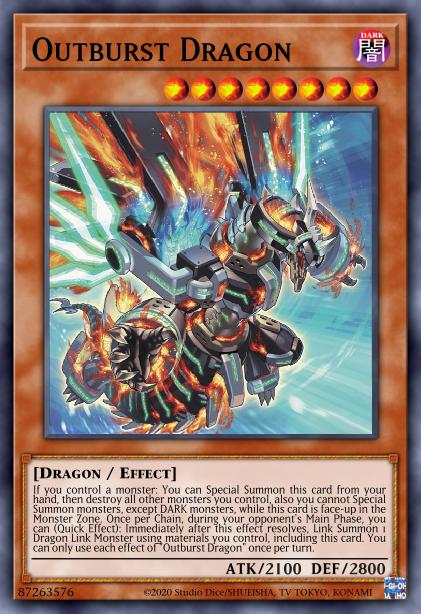 OUTBURST DRAGON
DARK
闇
[DRAGON / EFFECT]
If you control a monster: You can Special Summon this card from your
hand, then destroy all other monsters you control, also you cannot Special
Summon monsters, except DARK monsters, while this card is face-up in the
Monster Zone. Once per Chain, during your opponent's Main Phase, you
can (Quick Effect): Immediately after this effect resolves, Link Summon 1
Dragon Link Monster using materials you control, including this card. You
can only use each effect of "Outburst Dragon" once per turn.
ATK/2100 DEF/2800
87263576
©2020 Studio Dice/SHUEISHA, TV TOKYO, KONAMI